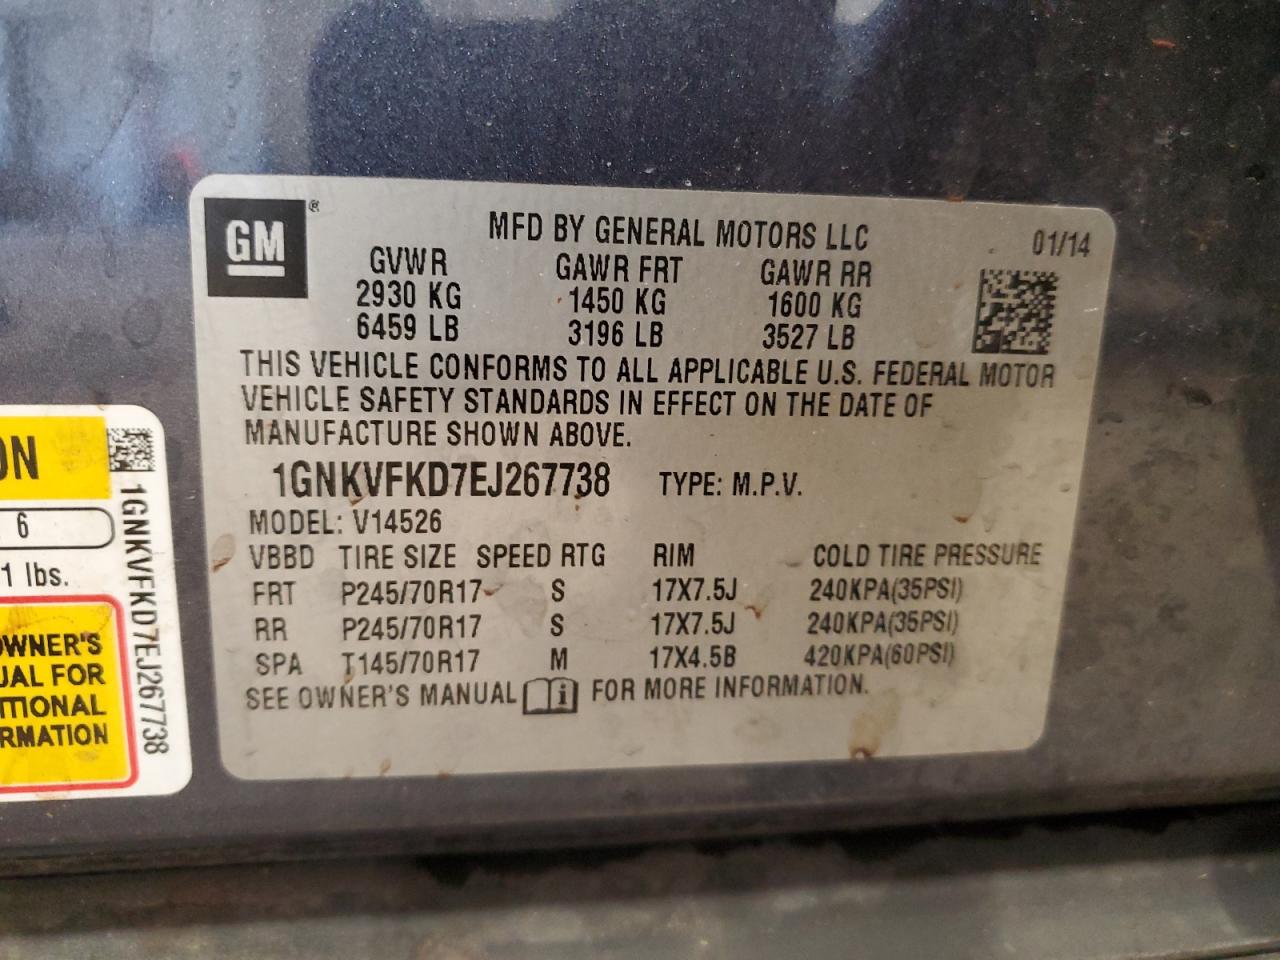 GM ®
MFD BY GENERAL MOTORS LLC 01/14
GVWR GAWR FRT GAWR RR
2930 KG 1450 KG 1600 KG
6459 LB 3196 LB 3527 LB
THIS VEHICLE CONFORMS TO ALL APPLICABLE U.S. FEDERAL MOTOR
VEHICLE SAFETY STANDARDS IN EFFECT ON THE DATE OF
MANUFACTURE SHOWN ABOVE.
1GNKVFKD7EJ267738 TYPE: M.P.V.
MODEL: V14526
VBBD TIRE SIZE SPEED RTG RIM COLD TIRE PRESSURE
FRT P245/70R17 S 17X7.5J 240KPA(35PSI)
RR P245/70R17 S 17X7.5J 240KPA(35PSI)
SPA T145/70R17 M 17X4.5B 420KPA(60PSI)
SEE OWNER'S MANUAL i FOR MORE INFORMATION.
ON
6
1 lbs.
OWNER'S
UAL FOR
ITIONAL
RMATION
1GNKVFKD7EJ267738